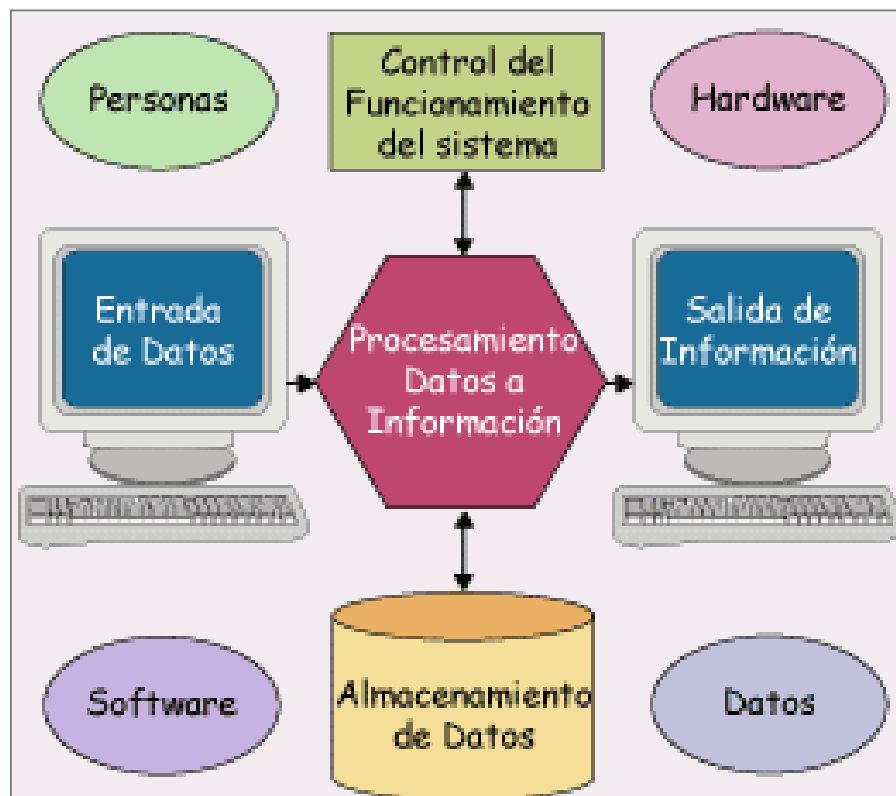 Personas
Control del
Funcionamiento
del sistema
Hardware
Entrada
de Datos
Procesamiento
Datos a
Información
Salida de
Información
Software
Almacenamiento
de Datos
Datos